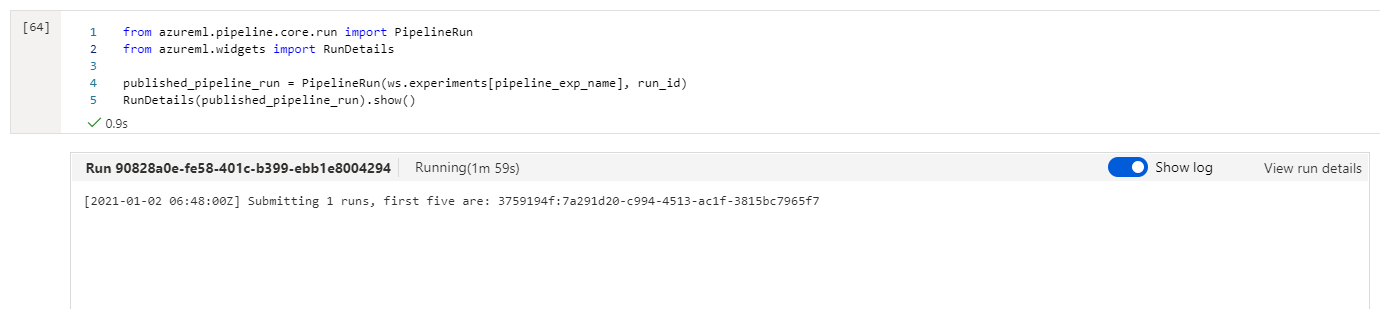 [64]
1 from azureml.pipeline.core.run import PipelineRun
2 from azureml.widgets import RunDetails
3
4 published_pipeline_run = PipelineRun(ws.experiments[pipeline_exp_name], run_id)
5 RunDetails(published_pipeline_run).show()
0.9s
Run 90828a0e-fe58-401c-b399-ebb1e8004294 Running(1m 59s) Show log View run details
[2021-01-02 06:48:00Z] Submitting 1 runs, first five are: 3759194f:7a291d20-c994-4513-ac1f-3815bc7965f7